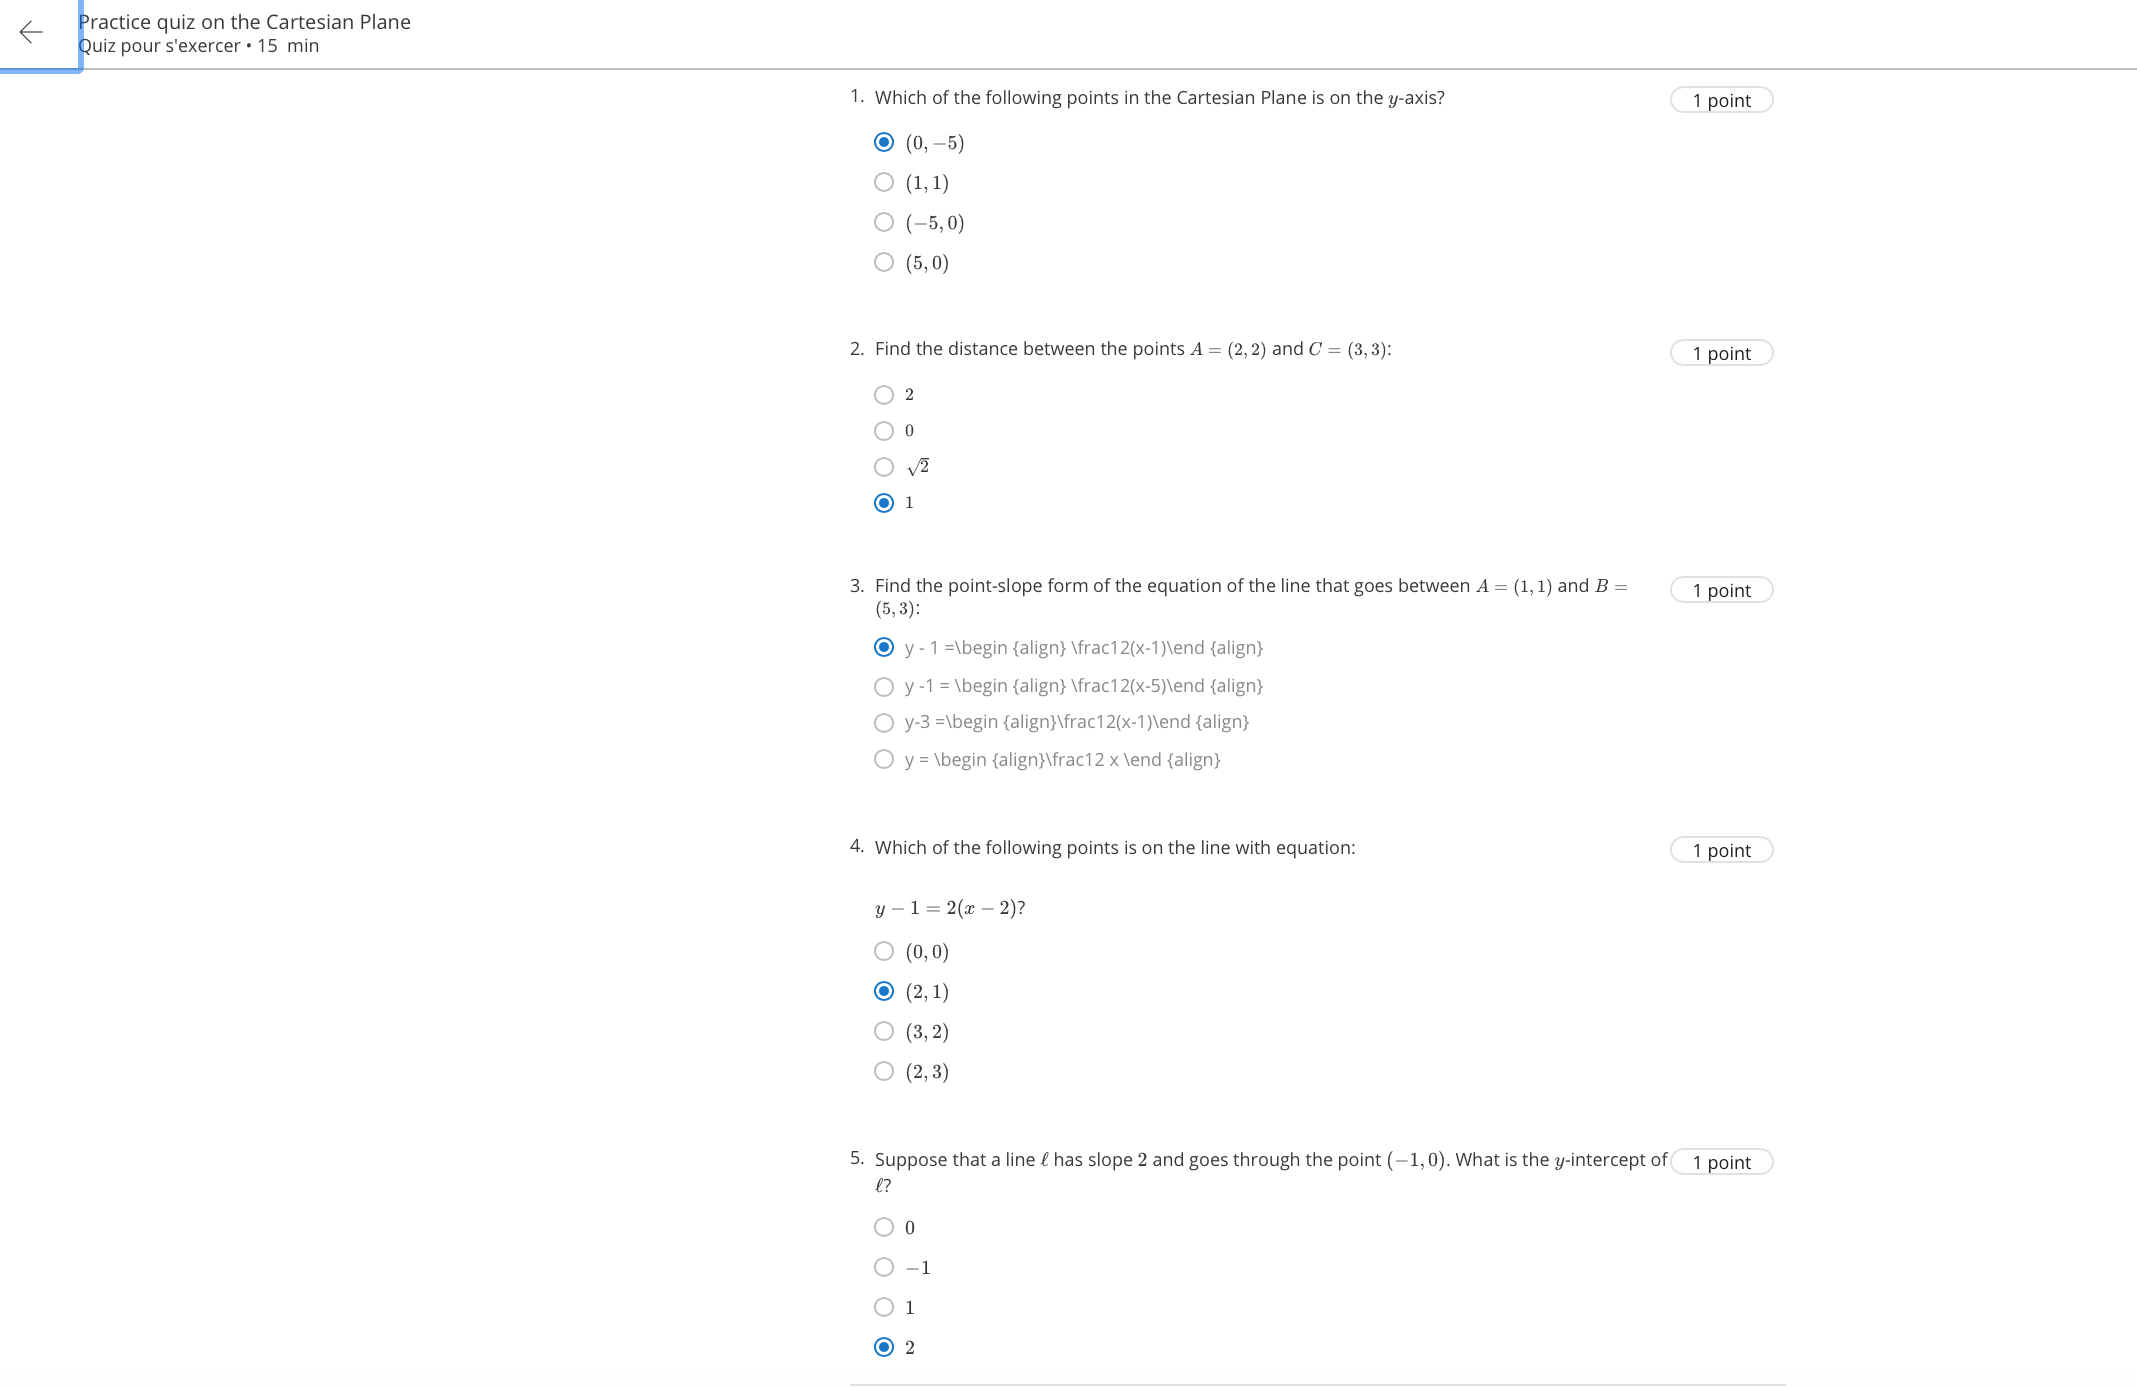 Practice quiz on the Cartesian Plane
Quiz pour s'exercer • 15 min
1. Which of the following points in the Cartesian Plane is on the y-axis?
1 point
(0, −5)
(1, 1)
(−5, 0)
(5, 0)
2. Find the distance between the points A = (2, 2) and C = (3, 3):
1 point
2
0
√2
1
3. Find the point-slope form of the equation of the line that goes between A = (1, 1) and B =
(5, 3):
1 point
y - 1 =\begin {align} \frac12(x-1)\end {align}
y -1 = \begin {align} \frac12(x-5)\end {align}
y-3 =\begin {align}\frac12(x-1)\end {align}
y = \begin {align}\frac12 x \end {align}
4. Which of the following points is on the line with equation:
1 point
y − 1 = 2(x − 2)?
(0, 0)
(2, 1)
(3, 2)
(2, 3)
5. Suppose that a line ℓ has slope 2 and goes through the point (−1, 0). What is the y-intercept of
ℓ?
1 point
0
−1
1
2